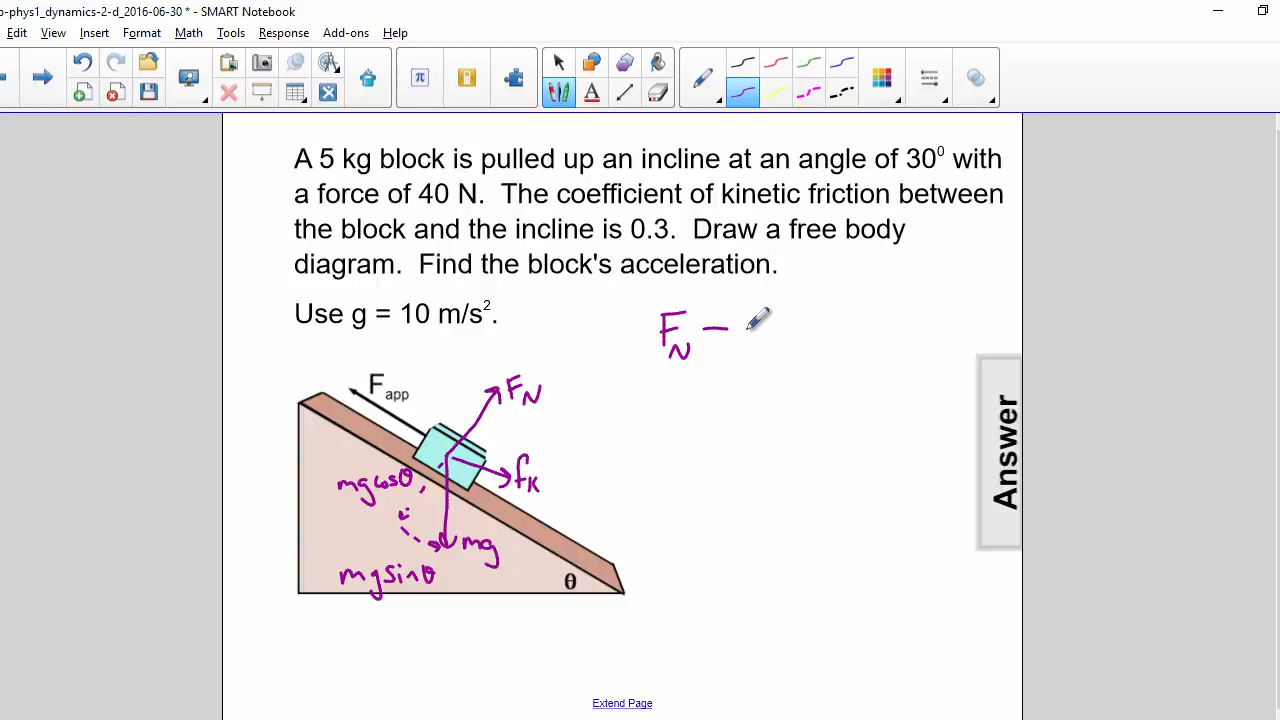 o-phys1_dynamics-2-d_2016-06-30 * - SMART Notebook
Edit View Insert Format Math Tools Response Add-ons Help
A 5 kg block is pulled up an incline at an angle of 30⁰ with
a force of 40 N. The coefficient of kinetic friction between
the block and the incline is 0.3. Draw a free body
diagram. Find the block's acceleration.
Use g = 10 m/s².
F_N −
F_app
F_N
f_K
mg cosθ
mg
mg sinθ
θ
Answer
Extend Page